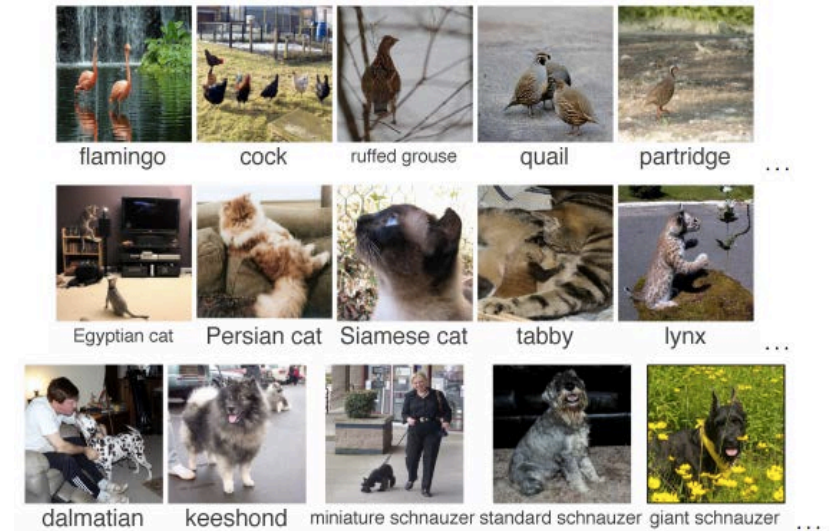 flamingo
cock
ruffed grouse
quail
partridge
...
Egyptian cat
Persian cat
Siamese cat
tabby
lynx
...
dalmatian
keeshond
miniature schnauzer
standard schnauzer
giant schnauzer
...